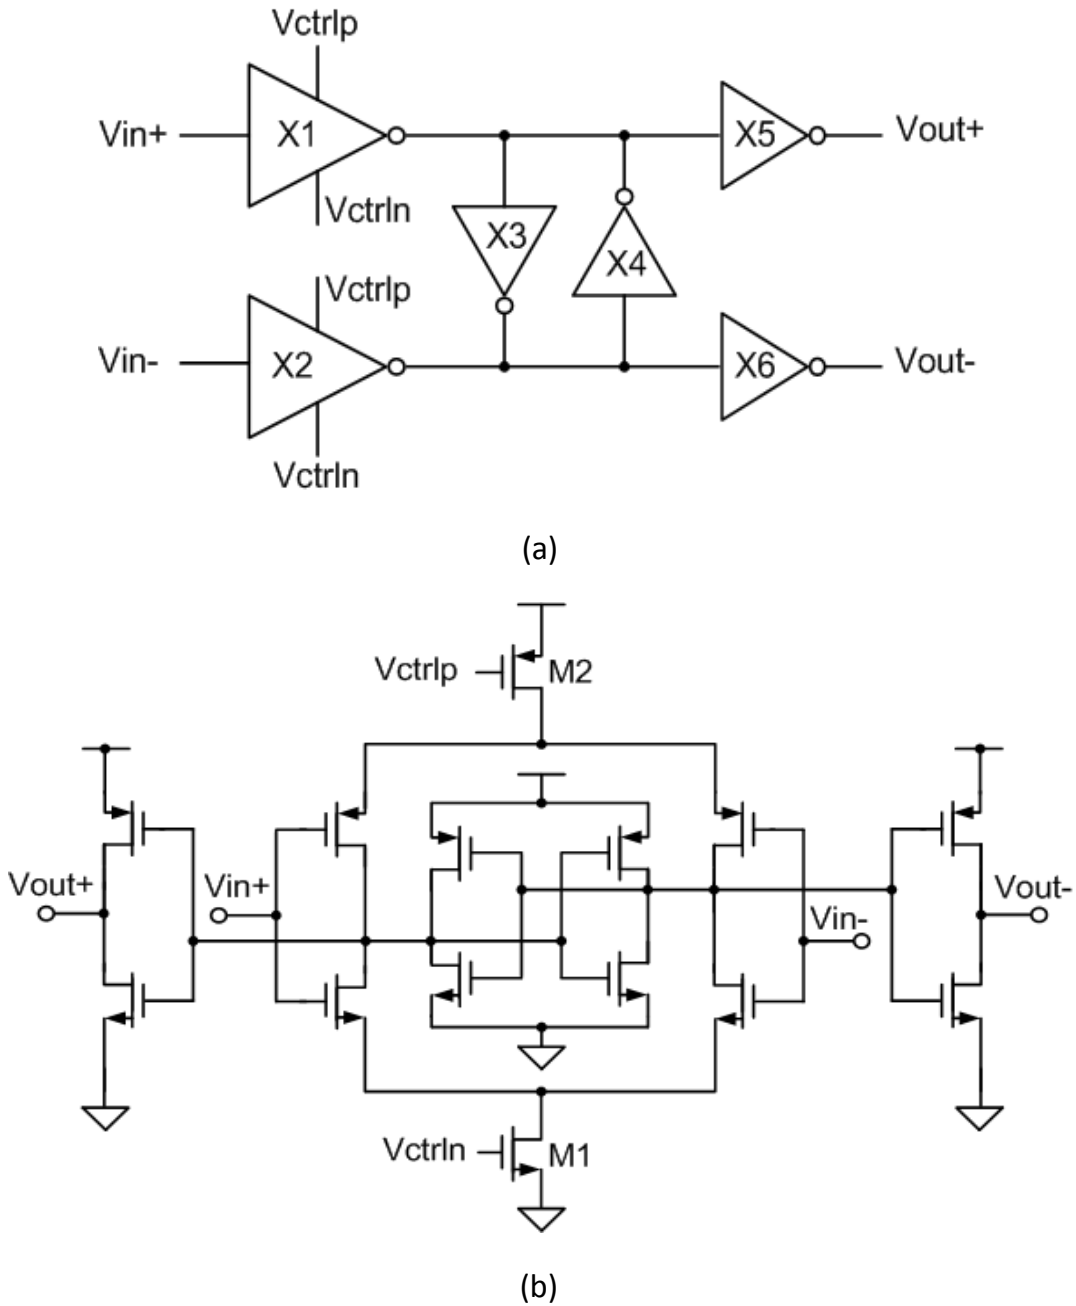 Vctrlp
Vin+
X1
X5
Vout+
Vctrln
X3
X4
Vctrlp
Vin-
X2
X6
Vout-
Vctrln
(a)
Vctrlp
M2
Vout+
Vin+
Vin-
Vout-
Vctrln
M1
(b)